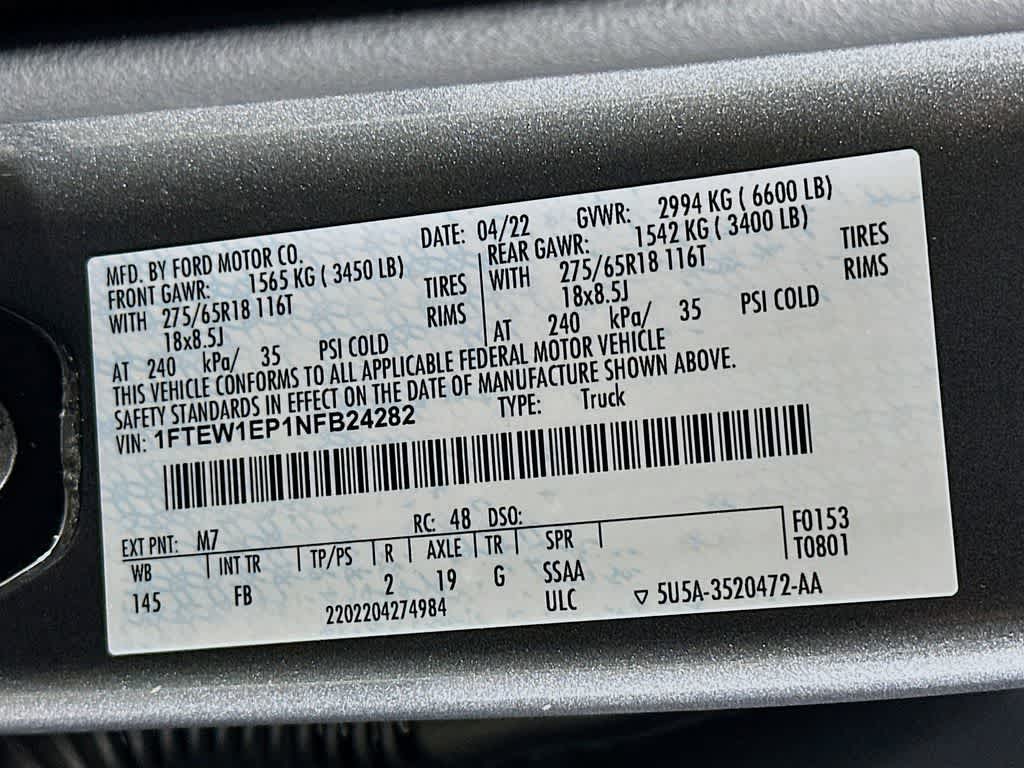 MFD. BY FORD MOTOR CO. DATE: 04/22 GVWR: 2994 KG ( 6600 LB)
FRONT GAWR: 1565 KG ( 3450 LB) REAR GAWR: 1542 KG ( 3400 LB)
WITH 275/65R18 116T TIRES WITH 275/65R18 116T TIRES
18x8.5J RIMS 18x8.5J RIMS
AT 240 kPa/ 35 PSI COLD AT 240 kPa/ 35 PSI COLD
THIS VEHICLE CONFORMS TO ALL APPLICABLE FEDERAL MOTOR VEHICLE
SAFETY STANDARDS IN EFFECT ON THE DATE OF MANUFACTURE SHOWN ABOVE.
VIN: 1FTEW1EP1NFB24282 TYPE: Truck
EXT PNT: M7 RC: 48 DSO: F0153
WB INT TR TP/PS R AXLE TR SPR T0801
145 FB 2 19 G SSAA
2202204274984 ULC ▽ 5U5A-3520472-AA